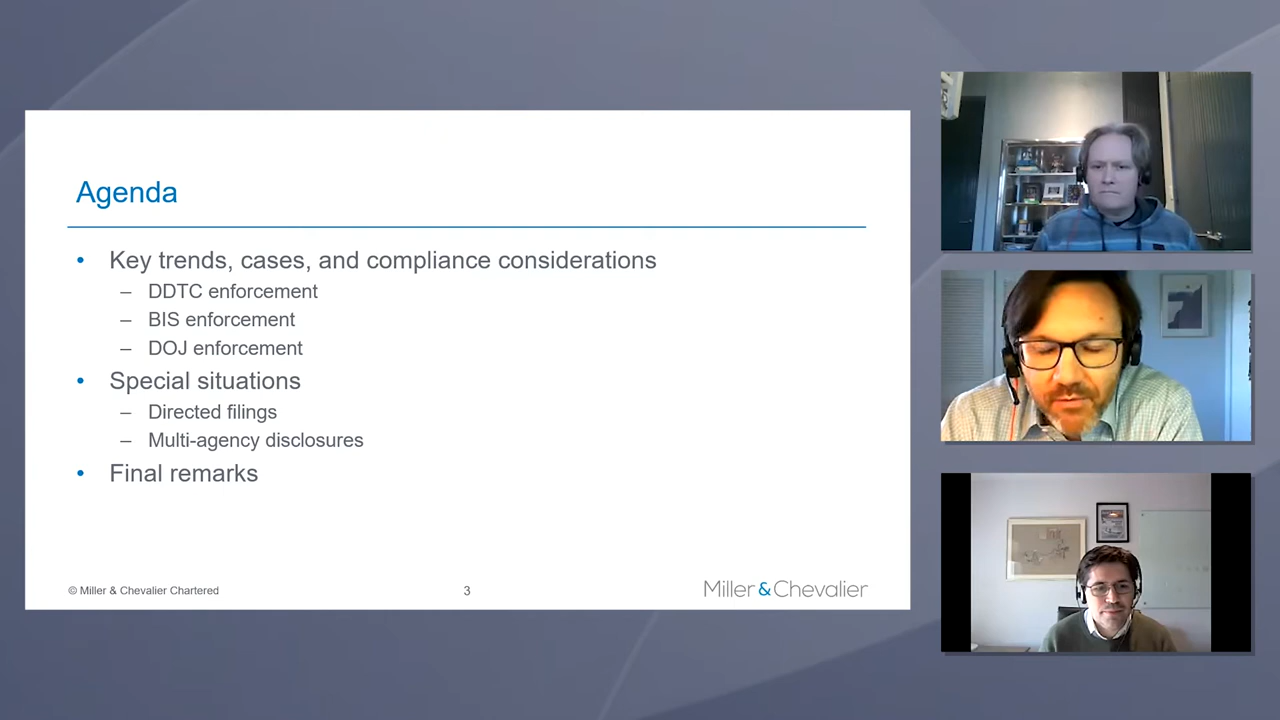 Agenda
• Key trends, cases, and compliance considerations
– DDTC enforcement
– BIS enforcement
– DOJ enforcement
• Special situations
– Directed filings
– Multi-agency disclosures
• Final remarks
© Miller & Chevalier Chartered
3
Miller&Chevalier